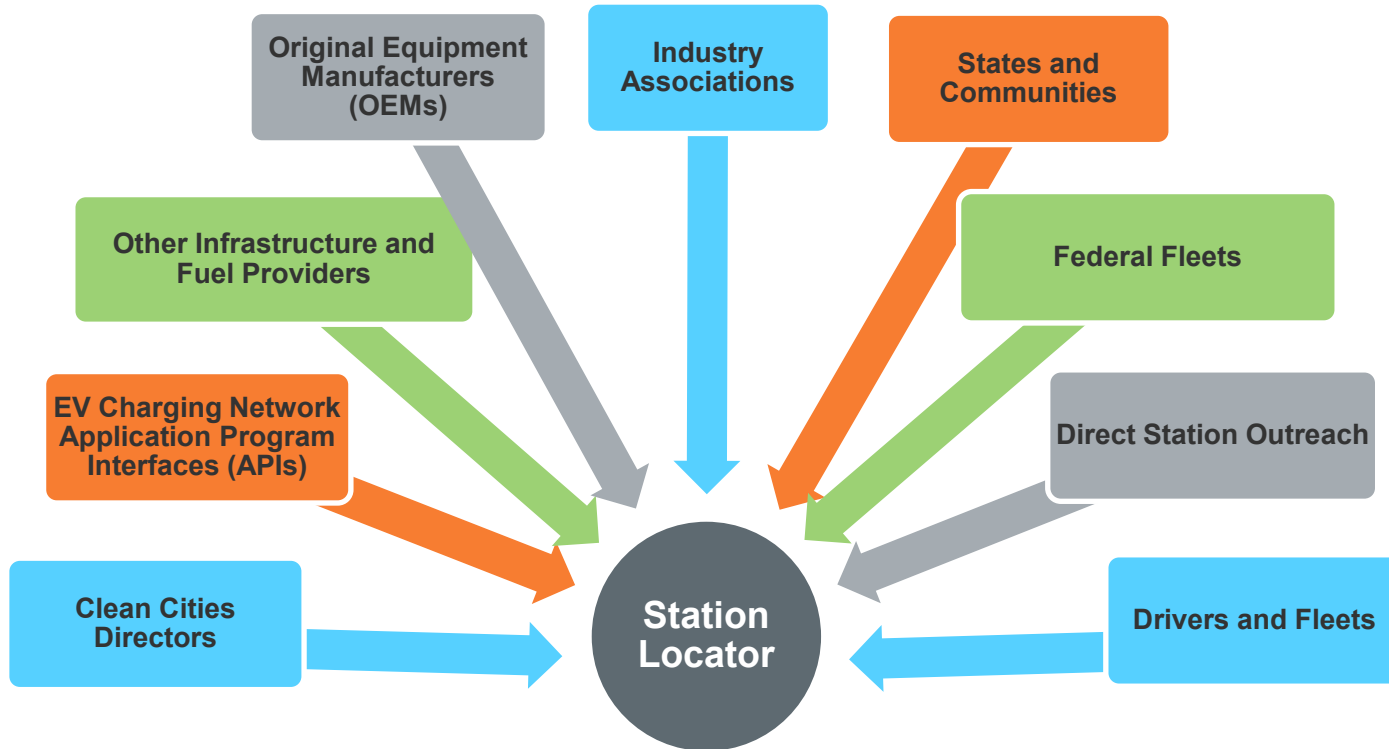 Original Equipment
Manufacturers
(OEMs)
Industry
Associations
States and
Communities
Other Infrastructure and
Fuel Providers
Federal Fleets
EV Charging Network
Application Program
Interfaces (APIs)
Direct Station Outreach
Clean Cities
Directors
Station
Locator
Drivers and Fleets